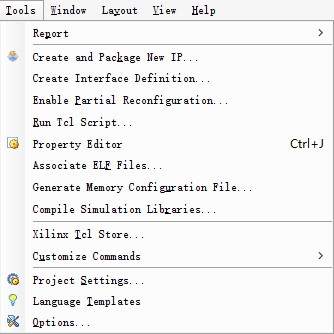 Tools Window Layout View Help
Report
Create and Package New IP...
Create Interface Definition...
Enable Partial Reconfiguration...
Run Tcl Script...
Property Editor Ctrl+J
Associate ELF Files...
Generate Memory Configuration File...
Compile Simulation Libraries...
Xilinx Tcl Store...
Customize Commands
Project Settings...
Language Templates
Options...